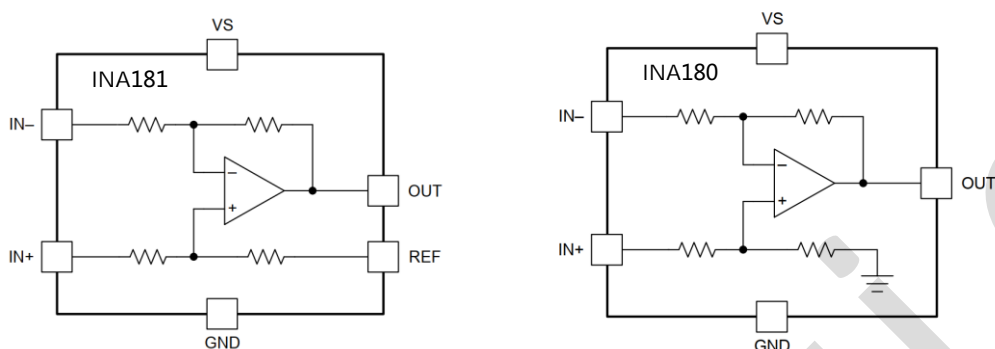 VS
INA181
IN–
OUT
IN+
REF
GND
VS
INA180
IN-
OUT
IN+
GND